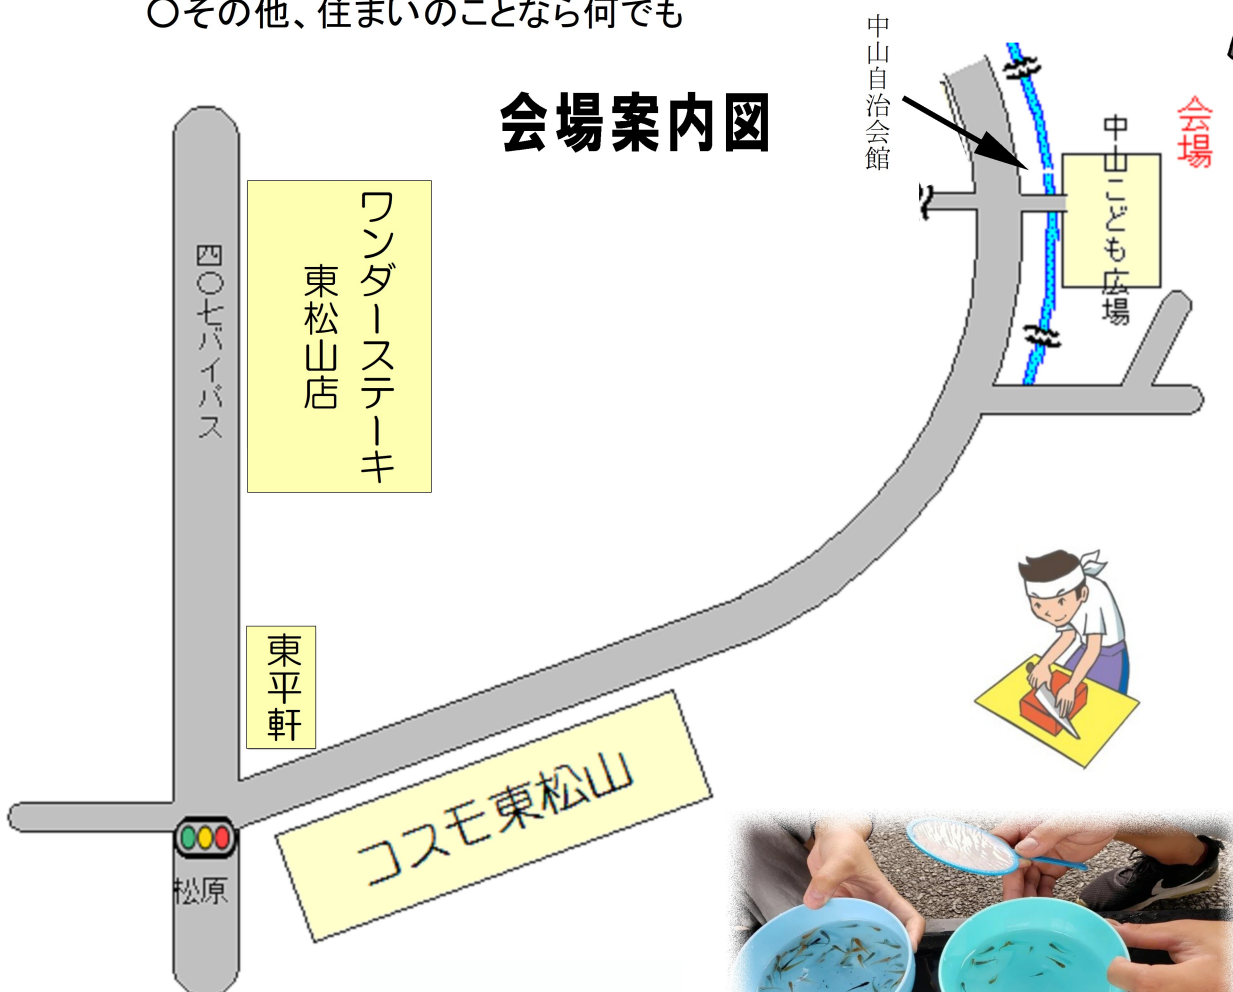 〇その他、住まいのことなら何でも
会場案内図
中山自治会館
会場
中山こども広場
四〇七バイパス
ワンダーステーキ
東松山店
東平軒
コスモ東松山
松原